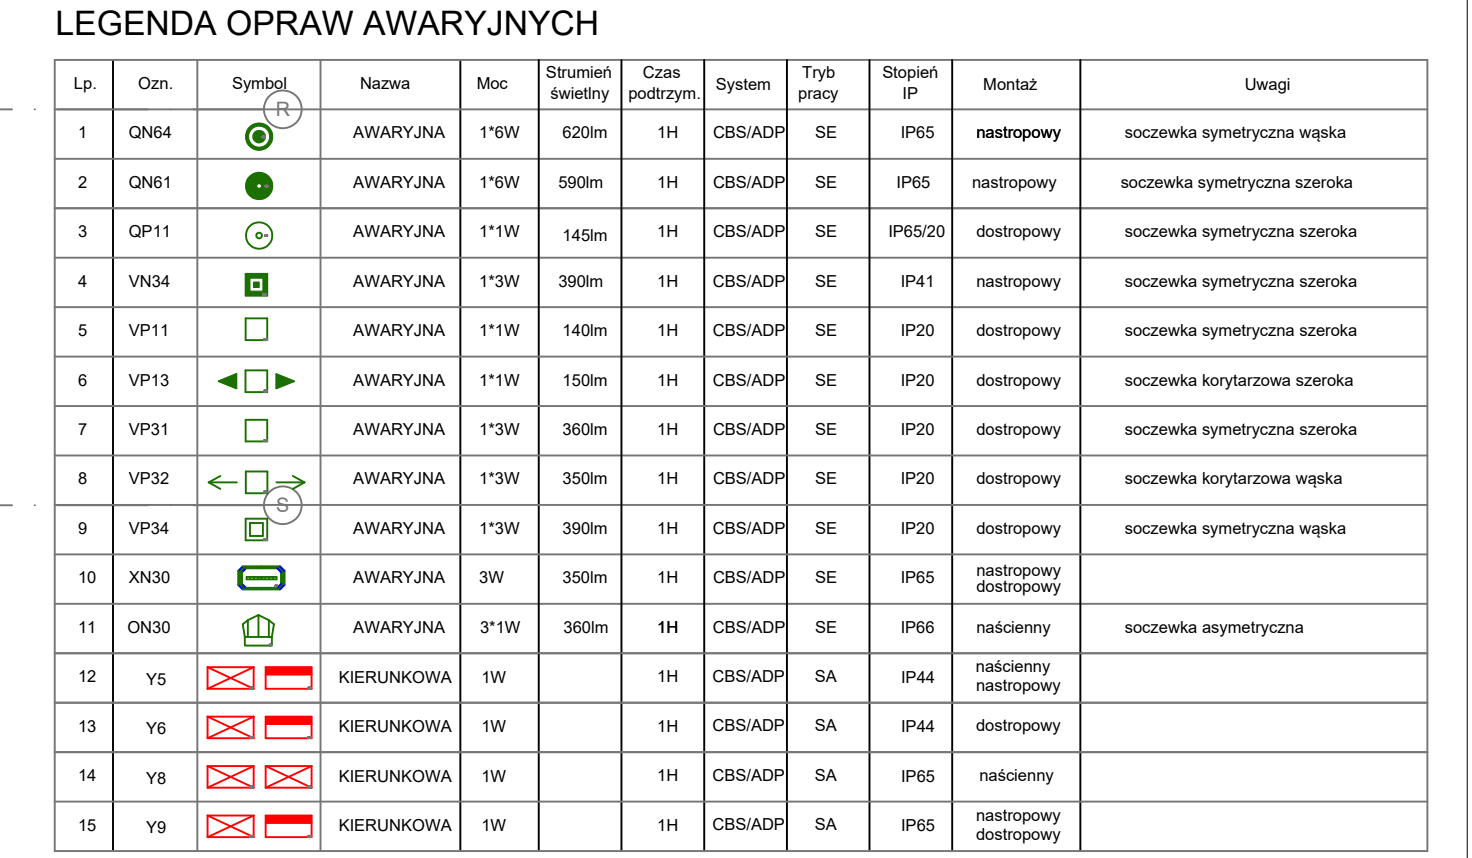 LEGENDA OPRAW AWARYJNYCH
Lp. Ozn. Symbol Nazwa Moc Strumień świetlny Czas podtrzym. System Tryb pracy Stopień IP Montaż Uwagi
R
1 QN64 AWARYJNA 1*6W 620lm 1H CBS/ADP SE IP65 nastropowy soczewka symetryczna wąska
2 QN61 AWARYJNA 1*6W 590lm 1H CBS/ADP SE IP65 nastropowy soczewka symetryczna szeroka
3 QP11 AWARYJNA 1*1W 145lm 1H CBS/ADP SE IP65/20 dostropowy soczewka symetryczna szeroka
4 VN34 AWARYJNA 1*3W 390lm 1H CBS/ADP SE IP41 nastropowy soczewka symetryczna szeroka
5 VP11 AWARYJNA 1*1W 140lm 1H CBS/ADP SE IP20 dostropowy soczewka symetryczna szeroka
6 VP13 AWARYJNA 1*1W 150lm 1H CBS/ADP SE IP20 dostropowy soczewka korytarzowa szeroka
7 VP31 AWARYJNA 1*3W 360lm 1H CBS/ADP SE IP20 dostropowy soczewka symetryczna szeroka
8 VP32 AWARYJNA 1*3W 350lm 1H CBS/ADP SE IP20 dostropowy soczewka korytarzowa wąska
S
9 VP34 AWARYJNA 1*3W 390lm 1H CBS/ADP SE IP20 dostropowy soczewka symetryczna wąska
10 XN30 AWARYJNA 3W 350lm 1H CBS/ADP SE IP65 nastropowy dostropowy
11 ON30 AWARYJNA 3*1W 360lm 1H CBS/ADP SE IP66 naścienny soczewka asymetryczna
12 Y5 KIERUNKOWA 1W 1H CBS/ADP SA IP44 naścienny nastropowy
13 Y6 KIERUNKOWA 1W 1H CBS/ADP SA IP44 dostropowy
14 Y8 KIERUNKOWA 1W 1H CBS/ADP SA IP65 naścienny
15 Y9 KIERUNKOWA 1W 1H CBS/ADP SA IP65 nastropowy dostropowy